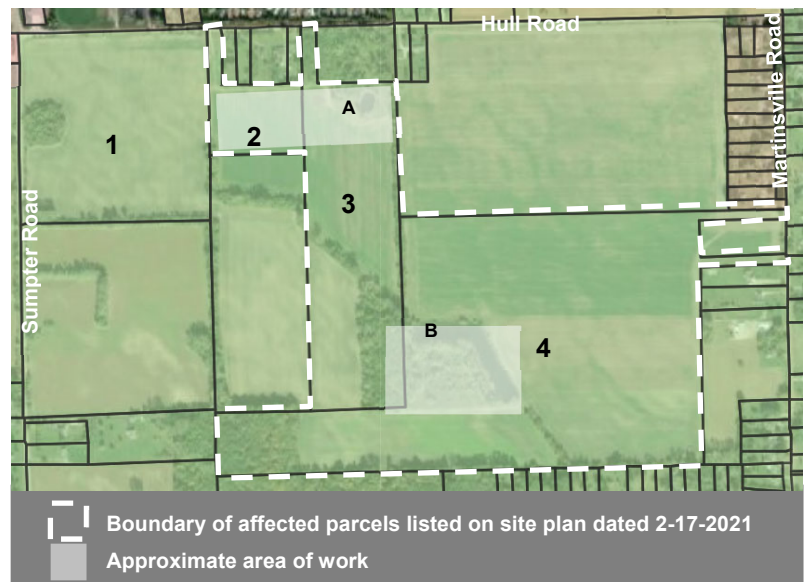 Hull Road
Martinsville Road
A
1
2
3
Sumpter Road
B
4
Boundary of affected parcels listed on site plan dated 2-17-2021
Approximate area of work